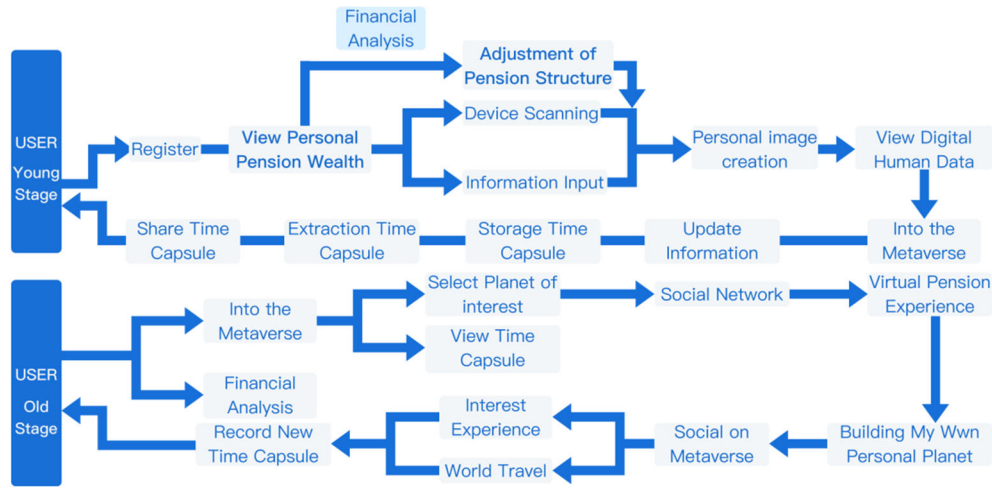 Financial
Analysis
Adjustment of
Pension Structure
USER
Young
Stage
Register
View Personal
Pension Wealth
Device Scanning
Information Input
Personal image
creation
View Digital
Human Data
Share Time
Capsule
Extraction Time
Capsule
Storage Time
Capsule
Update
Information
Into the
Metaverse
USER
Old
Stage
Into the
Metaverse
Select Planet of
interest
Social Network
Virtual Pension
Experience
View Time
Capsule
Financial
Analysis
Record New
Time Capsule
Interest
Experience
World Travel
Social on
Metaverse
Building My Wwn
Personal Planet